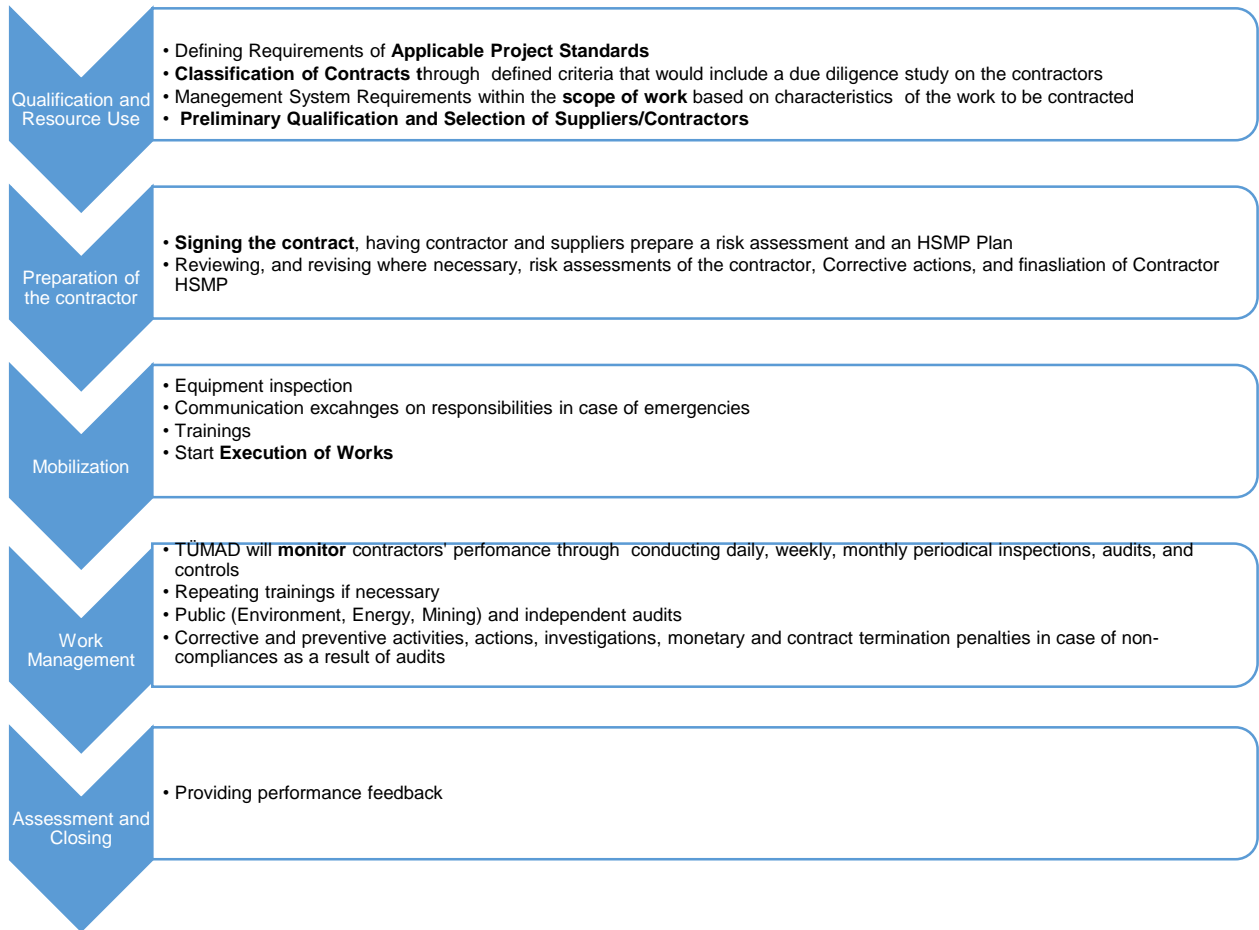 Qualification and
Resource Use
• Defining Requirements of Applicable Project Standards
• Classification of Contracts through  defined criteria that would include a due diligence study on the contractors
• Manegement System Requirements within the scope of work based on characteristics  of the work to be contracted
•  Preliminary Qualification and Selection of Suppliers/Contractors
Preparation of
the contractor
• Signing the contract, having contractor and suppliers prepare a risk assessment and an HSMP Plan
• Reviewing, and revising where necessary, risk assessments of the contractor, Corrective actions, and finasliation of Contractor
HSMP
Mobilization
• Equipment inspection
• Communication excahnges on responsibilities in case of emergencies
• Trainings
• Start Execution of Works
Work
Management
• TÜMAD will monitor contractors' perfomance through  conducting daily, weekly, monthly periodical inspections, audits, and
controls
• Repeating trainings if necessary
• Public (Environment, Energy, Mining) and independent audits
• Corrective and preventive activities, actions, investigations, monetary and contract termination penalties in case of non-
compliances as a result of audits
Assessment and
Closing
• Providing performance feedback